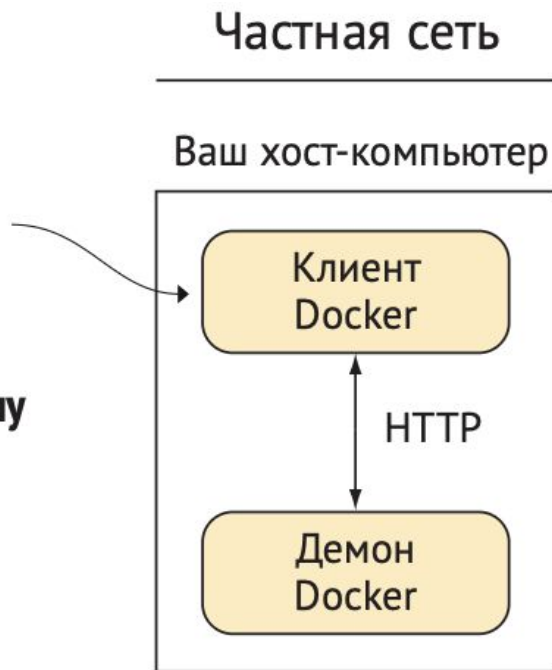 Частная сеть
Ваш хост-компьютер
Клиент
Docker
HTTP
Демон
Docker